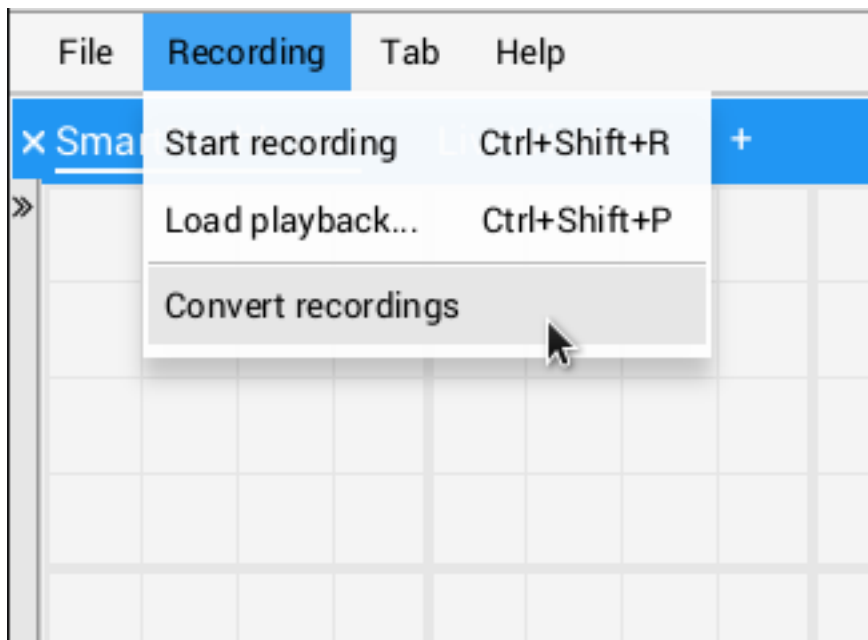 File Recording Tab Help
Start recording Ctrl+Shift+R
Load playback... Ctrl+Shift+P
Convert recordings